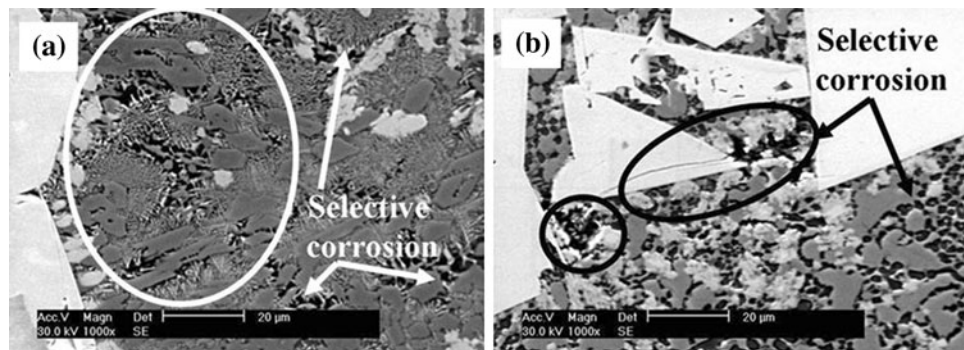 (a)
Selective
corrosion
Acc.V Magn Det 20 µm
30.0 kV 1000x SE
(b)
Selective
corrosion
Acc.V Magn Det 20 µm
30.0 kV 1000x SE